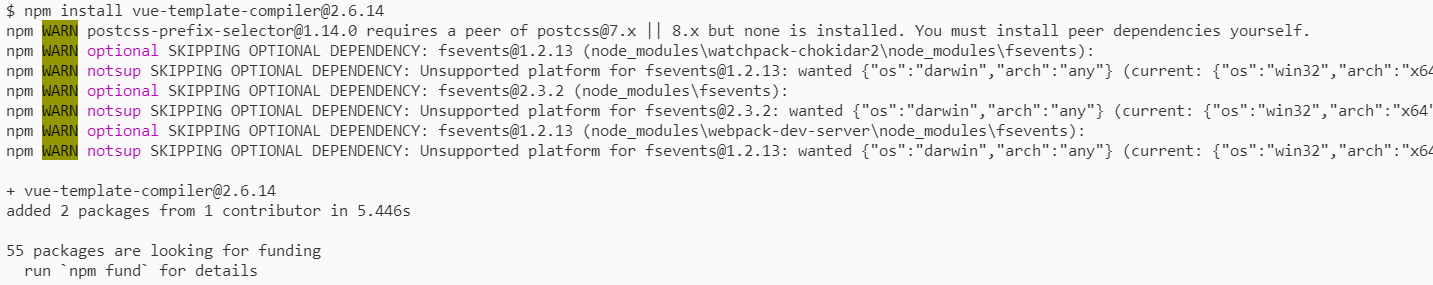 $ npm install vue-template-compiler@2.6.14
npm WARN postcss-prefix-selector@1.14.0 requires a peer of postcss@7.x || 8.x but none is installed. You must install peer dependencies yourself.
npm WARN optional SKIPPING OPTIONAL DEPENDENCY: fsevents@1.2.13 (node_modules\watchpack-chokidar2\node_modules\fsevents):
npm WARN notsup SKIPPING OPTIONAL DEPENDENCY: Unsupported platform for fsevents@1.2.13: wanted {"os":"darwin","arch":"any"} (current: {"os":"win32","arch":"x64
npm WARN optional SKIPPING OPTIONAL DEPENDENCY: fsevents@2.3.2 (node_modules\fsevents):
npm WARN notsup SKIPPING OPTIONAL DEPENDENCY: Unsupported platform for fsevents@2.3.2: wanted {"os":"darwin","arch":"any"} (current: {"os":"win32","arch":"x64"
npm WARN optional SKIPPING OPTIONAL DEPENDENCY: fsevents@1.2.13 (node_modules\webpack-dev-server\node_modules\fsevents):
npm WARN notsup SKIPPING OPTIONAL DEPENDENCY: Unsupported platform for fsevents@1.2.13: wanted {"os":"darwin","arch":"any"} (current: {"os":"win32","arch":"x64
+ vue-template-compiler@2.6.14
added 2 packages from 1 contributor in 5.446s
55 packages are looking for funding
  run `npm fund` for details